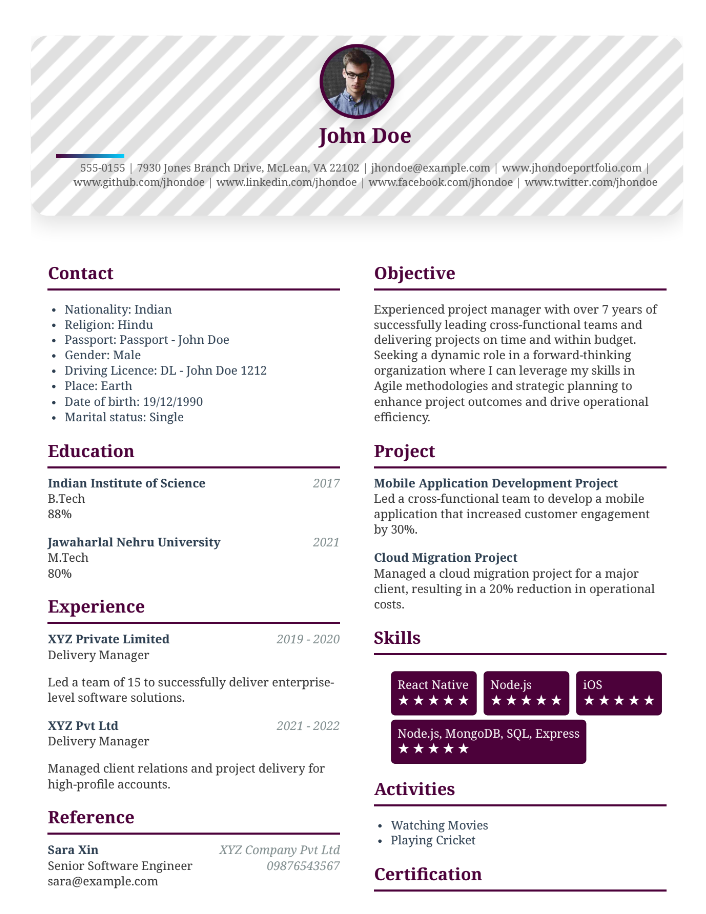 John Doe
555-0155 | 7930 Jones Branch Drive, McLean, VA 22102 | jhondoe@example.com | www.jhondoeportfolio.com |
www.github.com/jhondoe | www.linkedin.com/jhondoe | www.facebook.com/jhondoe | www.twitter.com/jhondoe
Contact
• Nationality: Indian
• Religion: Hindu
• Passport: Passport - John Doe
• Gender: Male
• Driving Licence: DL - John Doe 1212
• Place: Earth
• Date of birth: 19/12/1990
• Marital status: Single
Education
Indian Institute of Science 2017
B.Tech
88%
Jawaharlal Nehru University 2021
M.Tech
80%
Experience
XYZ Private Limited 2019 - 2020
Delivery Manager
Led a team of 15 to successfully deliver enterprise-
level software solutions.
XYZ Pvt Ltd 2021 - 2022
Delivery Manager
Managed client relations and project delivery for
high-profile accounts.
Reference
Sara Xin XYZ Company Pvt Ltd
Senior Software Engineer 09876543567
sara@example.com
Objective
Experienced project manager with over 7 years of
successfully leading cross-functional teams and
delivering projects on time and within budget.
Seeking a dynamic role in a forward-thinking
organization where I can leverage my skills in
Agile methodologies and strategic planning to
enhance project outcomes and drive operational
efficiency.
Project
Mobile Application Development Project
Led a cross-functional team to develop a mobile
application that increased customer engagement
by 30%.
Cloud Migration Project
Managed a cloud migration project for a major
client, resulting in a 20% reduction in operational
costs.
Skills
React Native Node.js iOS
★★★★★ ★★★★★ ★★★★★
Node.js, MongoDB, SQL, Express
★★★★★
Activities
• Watching Movies
• Playing Cricket
Certification